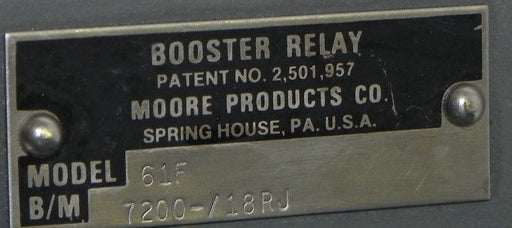 BOOSTER RELAY
PATENT NO. 2,501,957
MOORE PRODUCTS CO.
SPRING HOUSE, PA. U.S.A.
MODEL 61F
B/M 7200-/18RJ